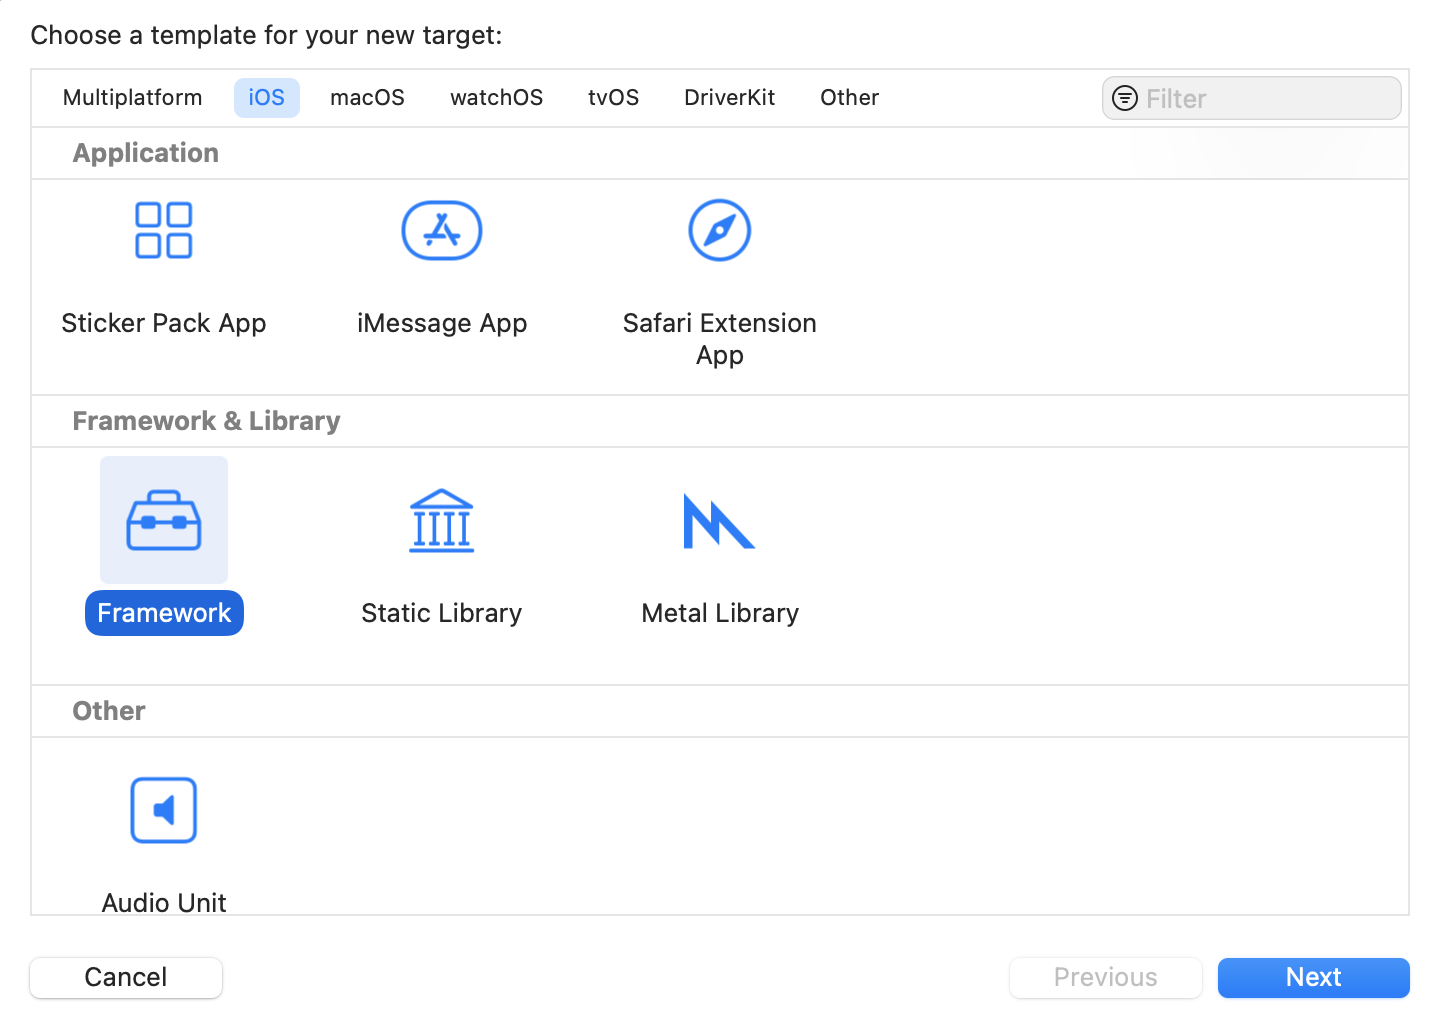 Choose a template for your new target:
Multiplatform iOS macOS watchOS tvOS DriverKit Other Filter
Application
Sticker Pack App iMessage App Safari Extension
App
Framework & Library
Framework Static Library Metal Library
Other
Audio Unit
Cancel Previous Next